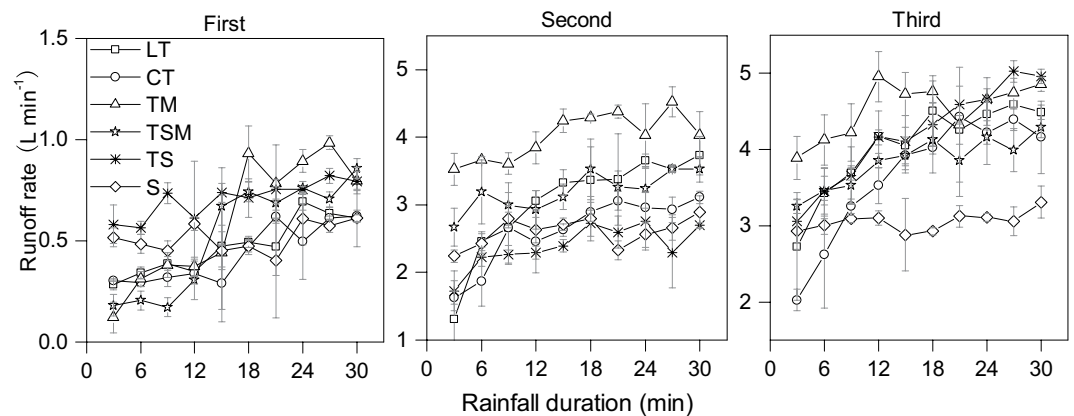 First
Second
Third
Runoff rate (L min⁻¹)
1.5
1.0
0.5
0.0
LT
CT
TM
TSM
TS
S
0 6 12 18 24 30
5
4
3
2
1
0 6 12 18 24 30
5
4
3
2
0 6 12 18 24 30
Rainfall duration (min)